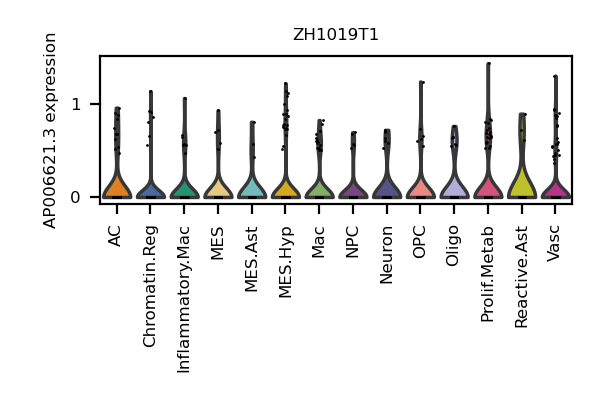 ZH1019T1
AP006621.3 expression
1
0
AC
Chromatin.Reg
Inflammatory.Mac
MES
MES.Ast
MES.Hyp
Mac
NPC
Neuron
OPC
Oligo
Prolif.Metab
Reactive.Ast
Vasc